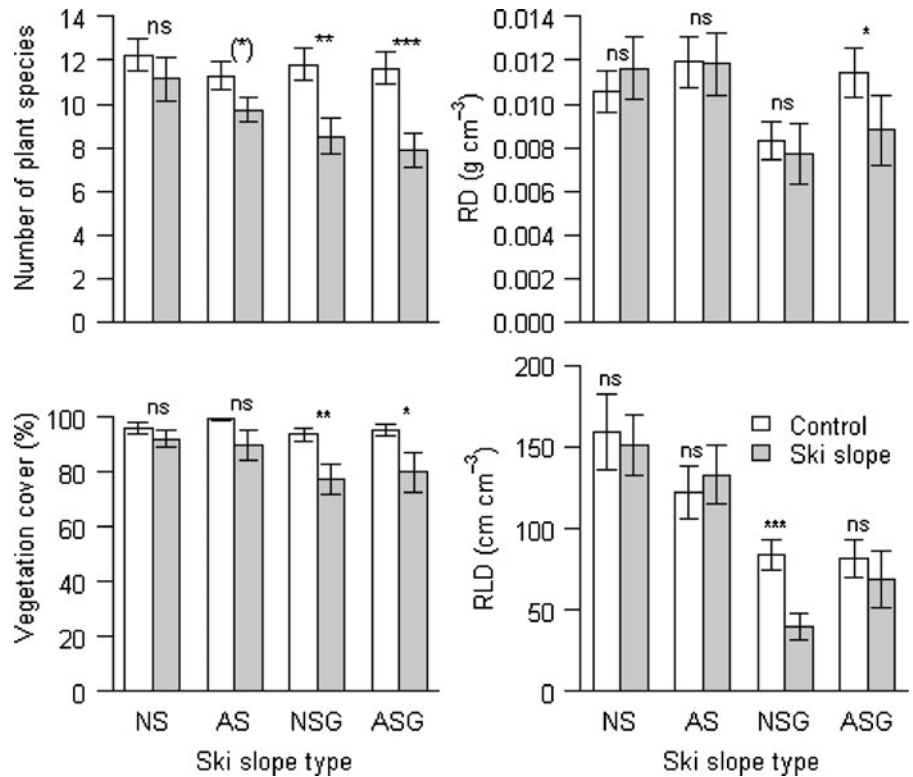 Number of plant species
14
12
10
8
6
4
2
0
ns
(*)
**
***
RD (g cm⁻³)
0.014
0.012
0.010
0.008
0.006
0.004
0.002
0.000
ns
ns
ns
*
Vegetation cover (%)
100
80
60
40
20
0
ns
ns
**
*
NS AS NSG ASG
Ski slope type
RLD (cm cm⁻³)
200
150
100
50
0
ns
ns
***
ns
Control
Ski slope
NS AS NSG ASG
Ski slope type